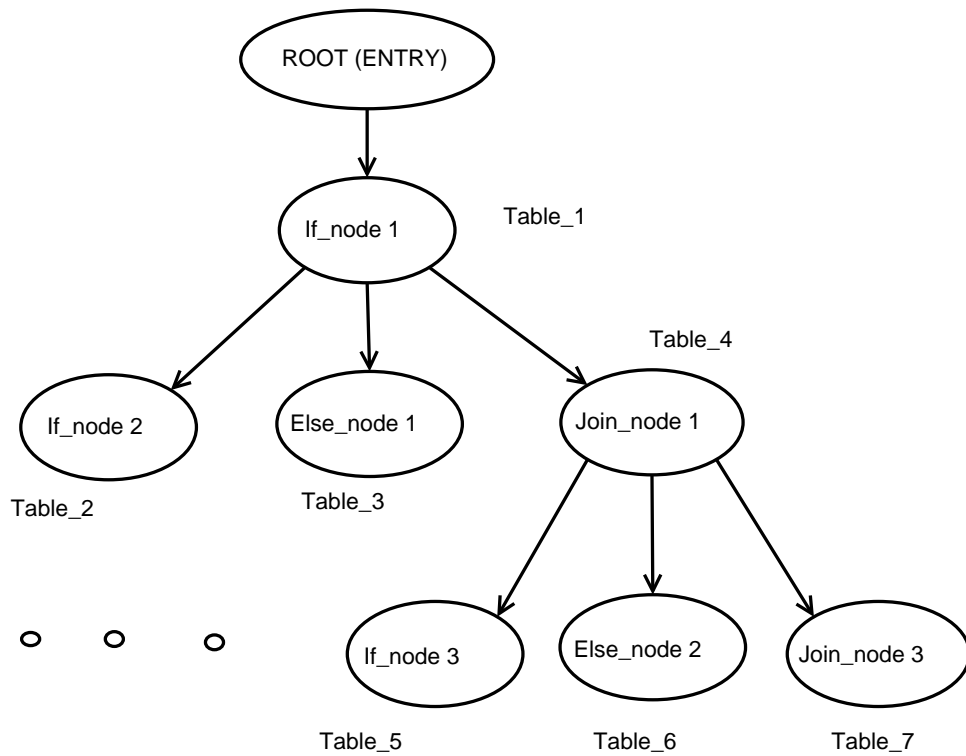 ROOT (ENTRY)
If_node 1
Table_1
Table_4
If_node 2
Else_node 1
Join_node 1
Table_2
Table_3
If_node 3
Else_node 2
Join_node 3
Table_5
Table_6
Table_7